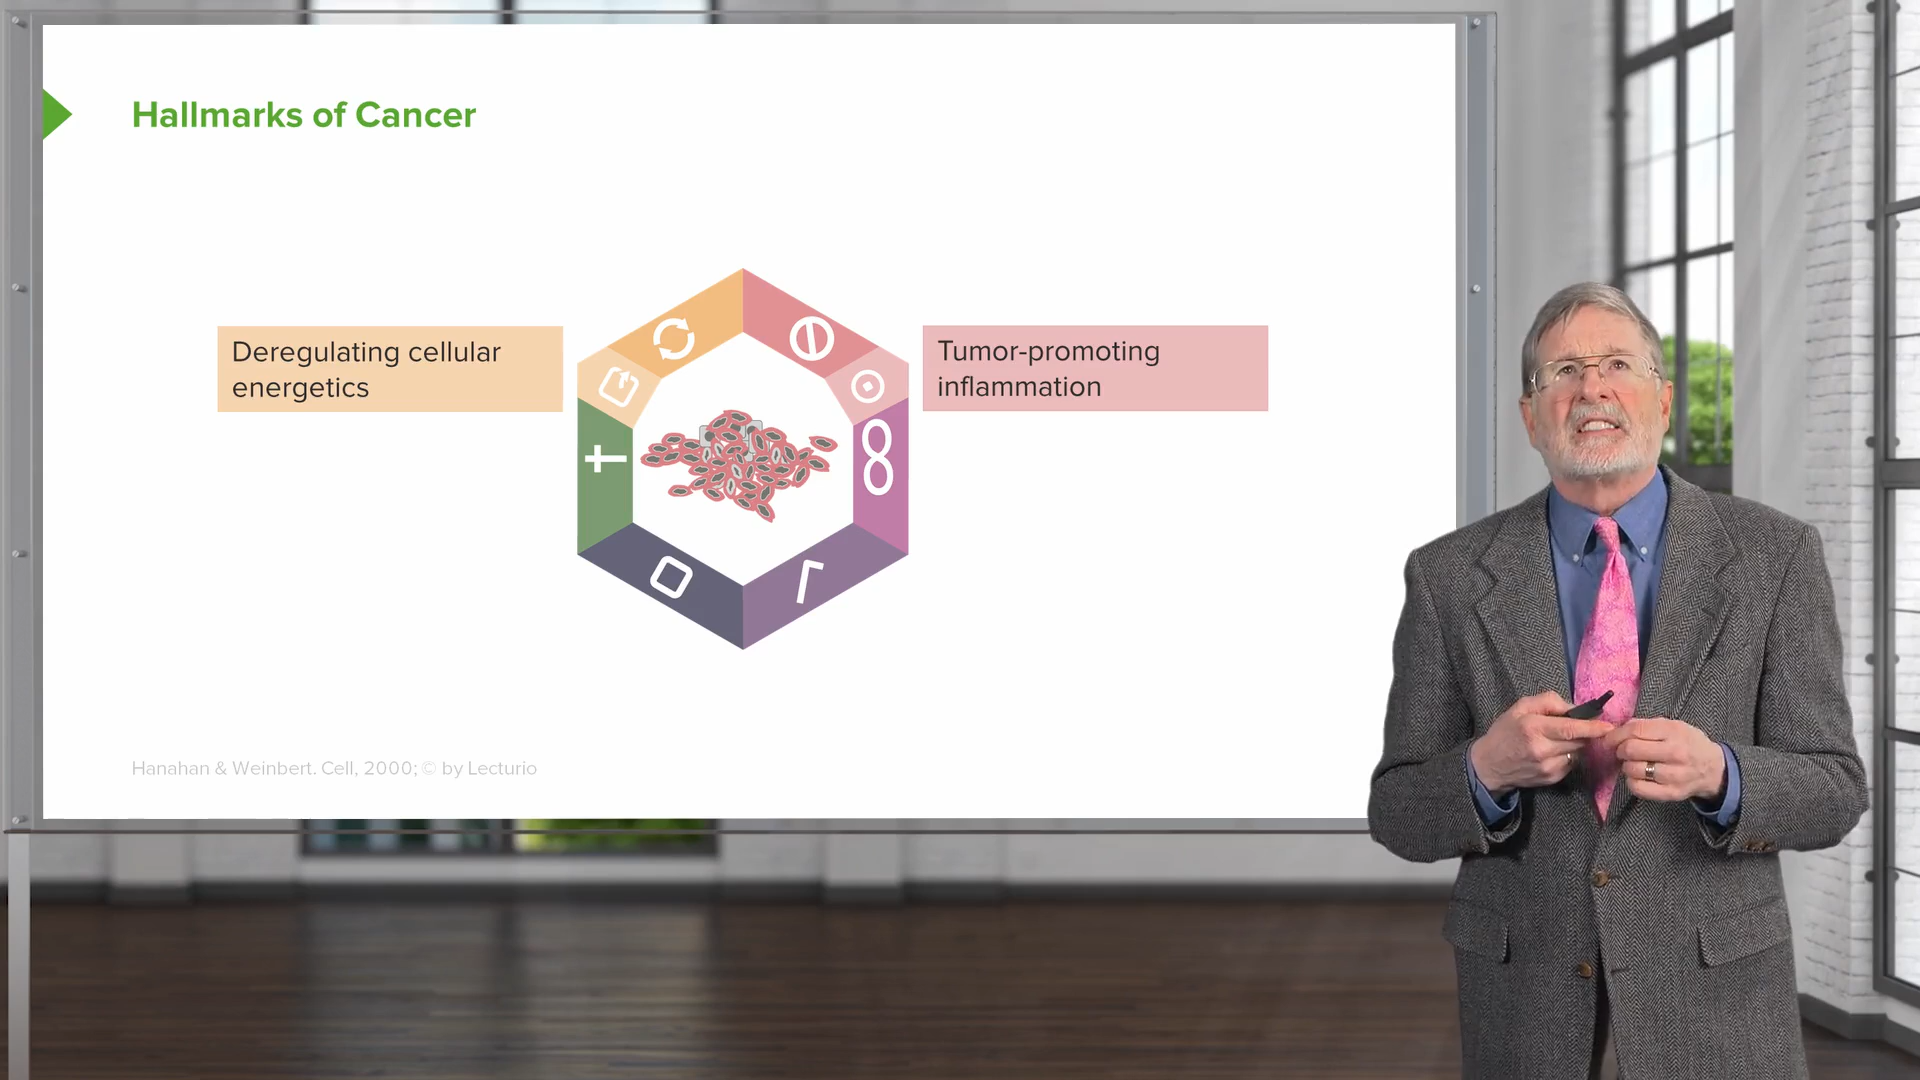 Hallmarks of Cancer
Deregulating cellular
energetics
Tumor-promoting
inflammation
Hanahan & Weinbert. Cell, 2000; © by Lecturio